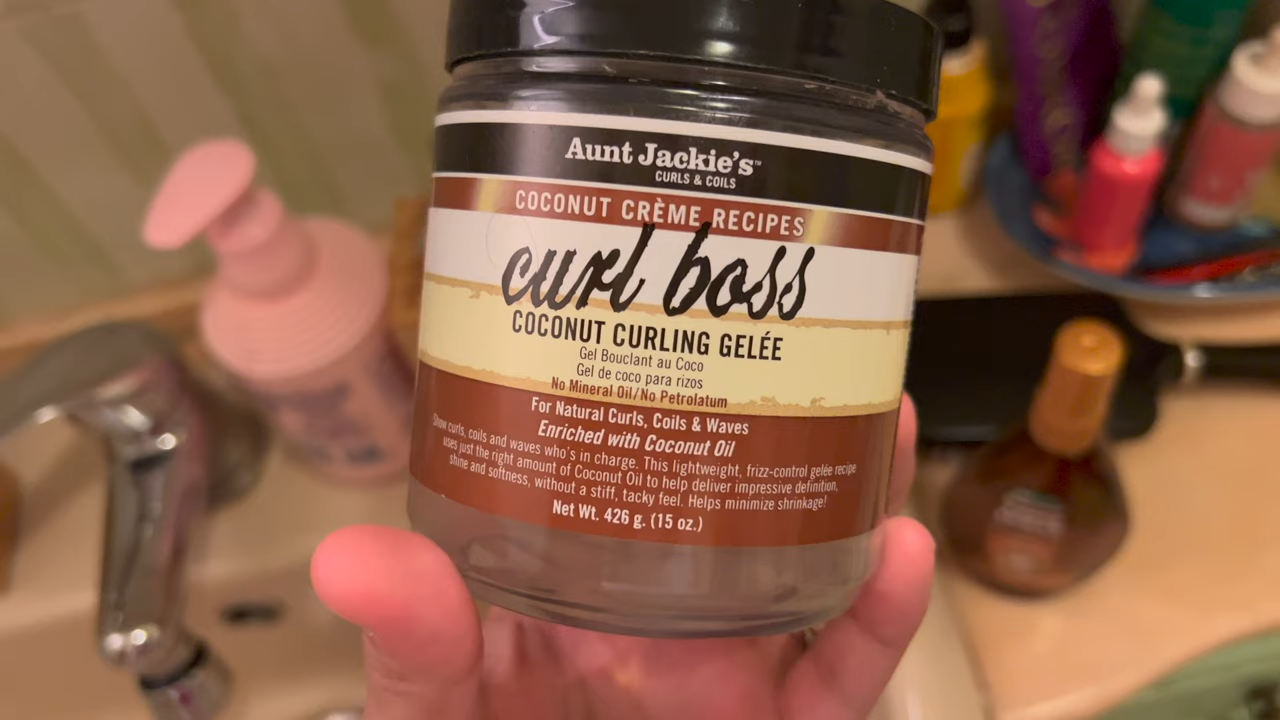 Aunt Jackie's™
CURLS & COILS
COCONUT CRÈME RECIPES
curl boss
COCONUT CURLING GELÉE
Gel Bouclant au Coco
Gel de coco para rizos
No Mineral Oil/No Petrolatum
For Natural Curls, Coils & Waves
Enriched with Coconut Oil
Show curls, coils and waves who's in charge. This lightweight, frizz-control gelée recipe
uses just the right amount of Coconut Oil to help deliver impressive definition,
shine and softness, without a stiff, tacky feel. Helps minimize shrinkage!
Net Wt. 426 g. (15 oz.)